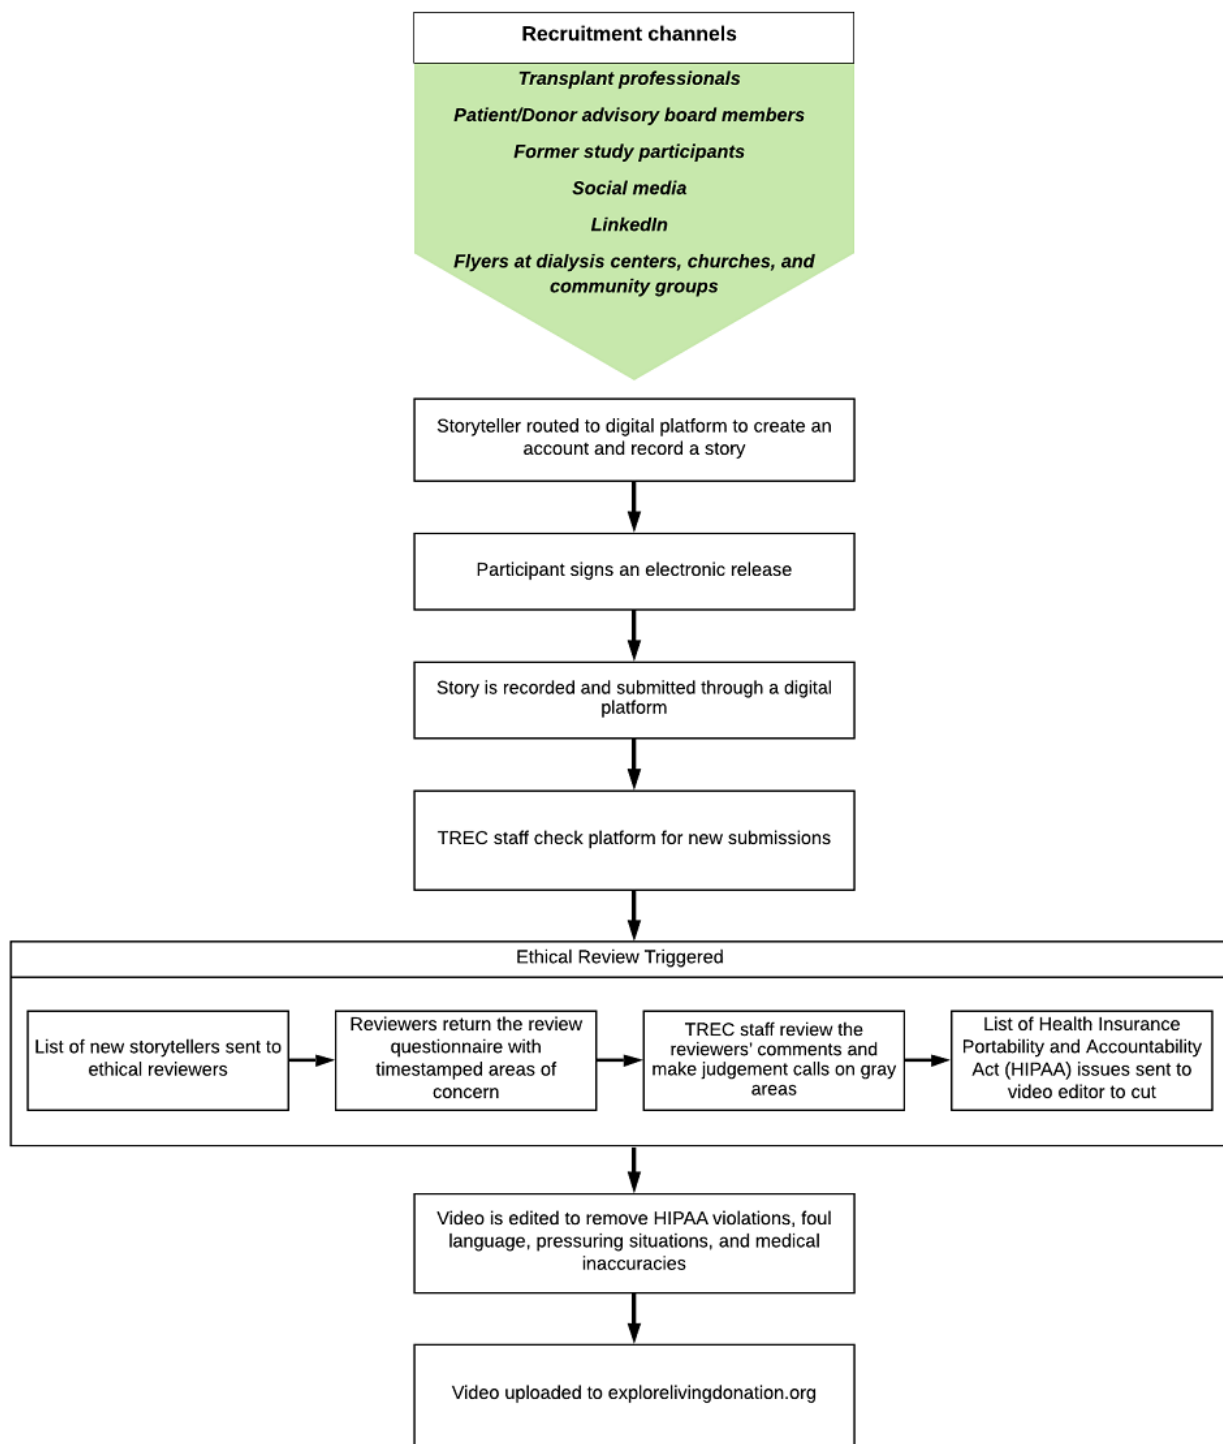 Recruitment channels
Transplant professionals
Patient/Donor advisory board members
Former study participants
Social media
LinkedIn
Flyers at dialysis centers, churches, and
community groups
Storyteller routed to digital platform to create an
account and record a story
Participant signs an electronic release
Story is recorded and submitted through a digital
platform
TREC staff check platform for new submissions
Ethical Review Triggered
List of new storytellers sent to
ethical reviewers
Reviewers return the review
questionnaire with
timestamped areas of
concern
TREC staff review the
reviewers' comments and
make judgement calls on gray
areas
List of Health Insurance
Portability and Accountability
Act (HIPAA) issues sent to
video editor to cut
Video is edited to remove HIPAA violations, foul
language, pressuring situations, and medical
inaccuracies
Video uploaded to explorelivingdonation.org